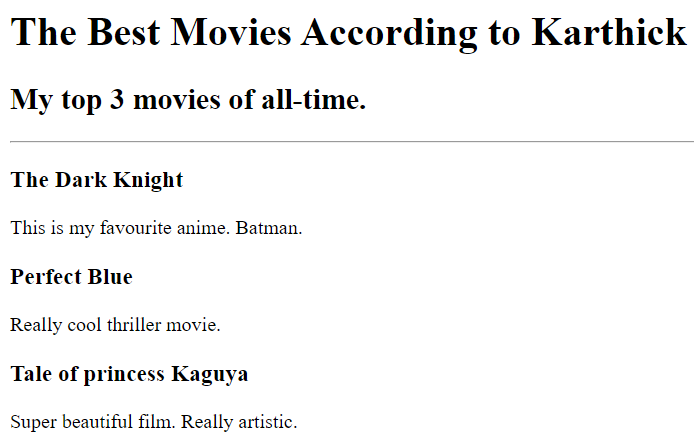 The Best Movies According to Karthick
My top 3 movies of all-time.
The Dark Knight
This is my favourite anime. Batman.
Perfect Blue
Really cool thriller movie.
Tale of princess Kaguya
Super beautiful film. Really artistic.